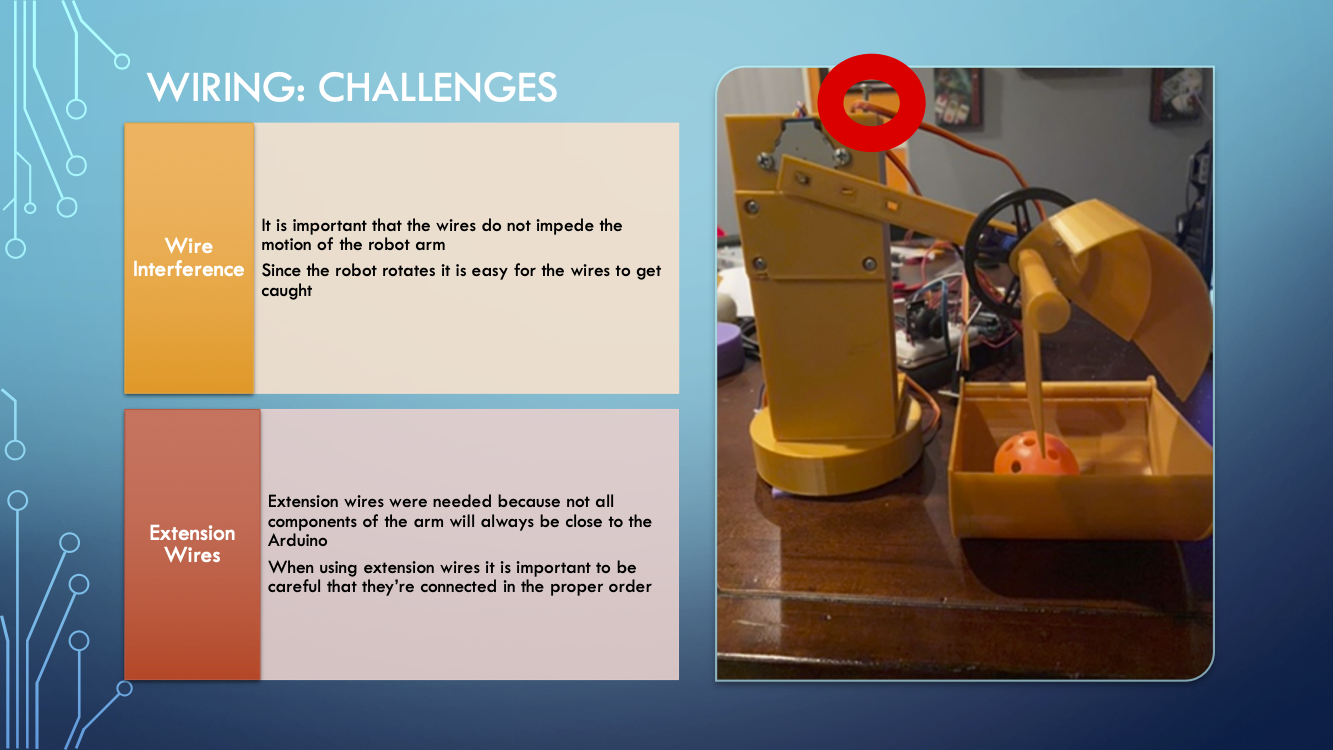 WIRING: CHALLENGES
Wire
Interference
It is important that the wires do not impede the
motion of the robot arm
Since the robot rotates it is easy for the wires to get
caught
Extension
Wires
Extension wires were needed because not all
components of the arm will always be close to the
Arduino
When using extension wires it is important to be
careful that they’re connected in the proper order